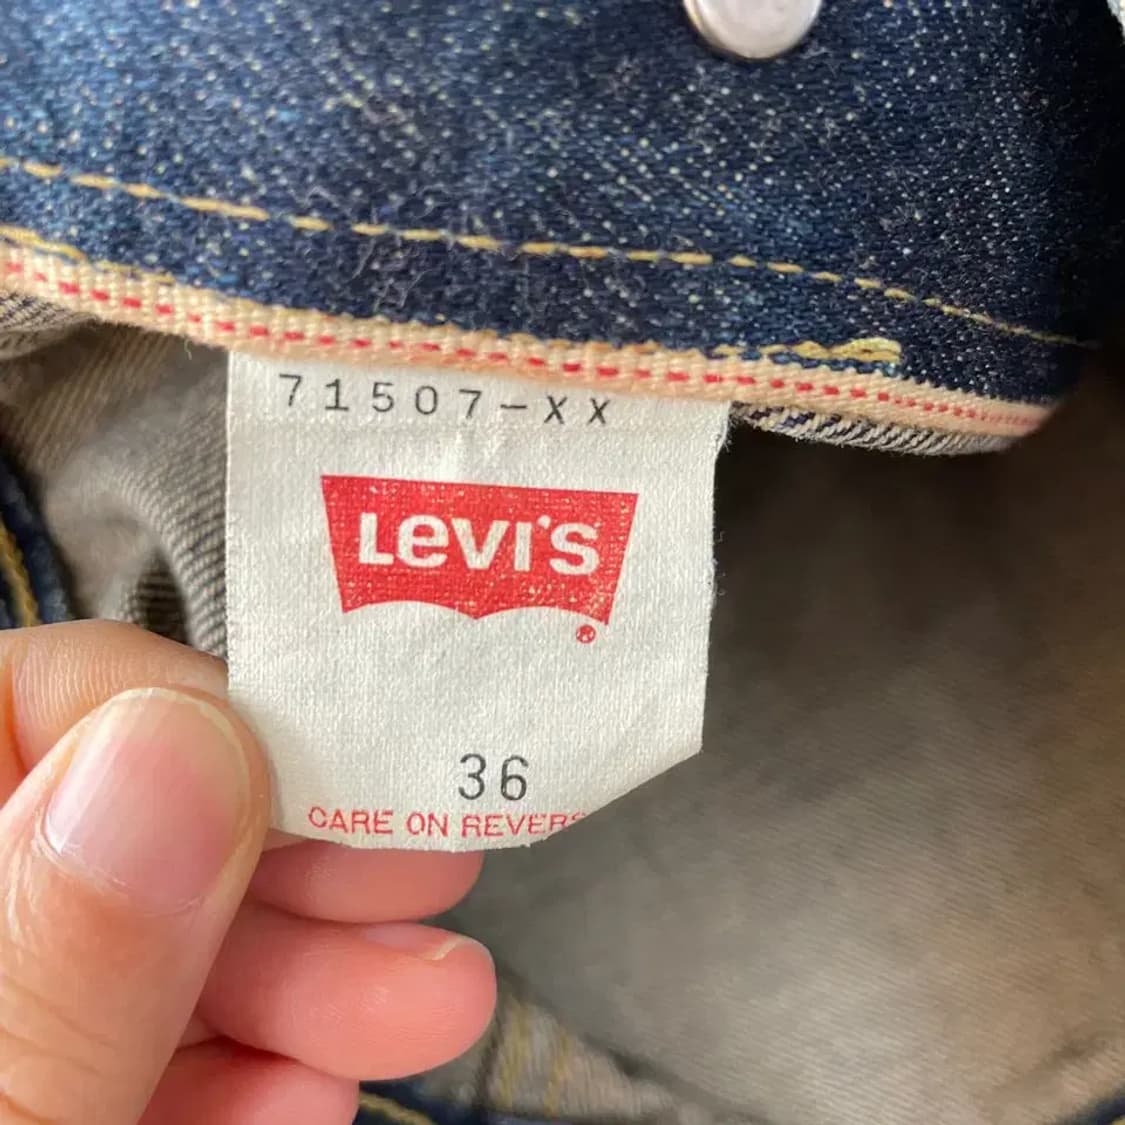 71507-XX
LEVI'S
®
36
CARE ON REVERS